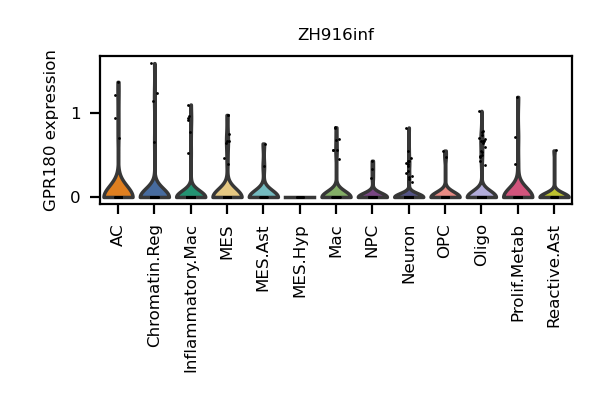 ZH916inf
GPR180 expression
1
0
AC
Chromatin.Reg
Inflammatory.Mac
MES
MES.Ast
MES.Hyp
Mac
NPC
Neuron
OPC
Oligo
Prolif.Metab
Reactive.Ast